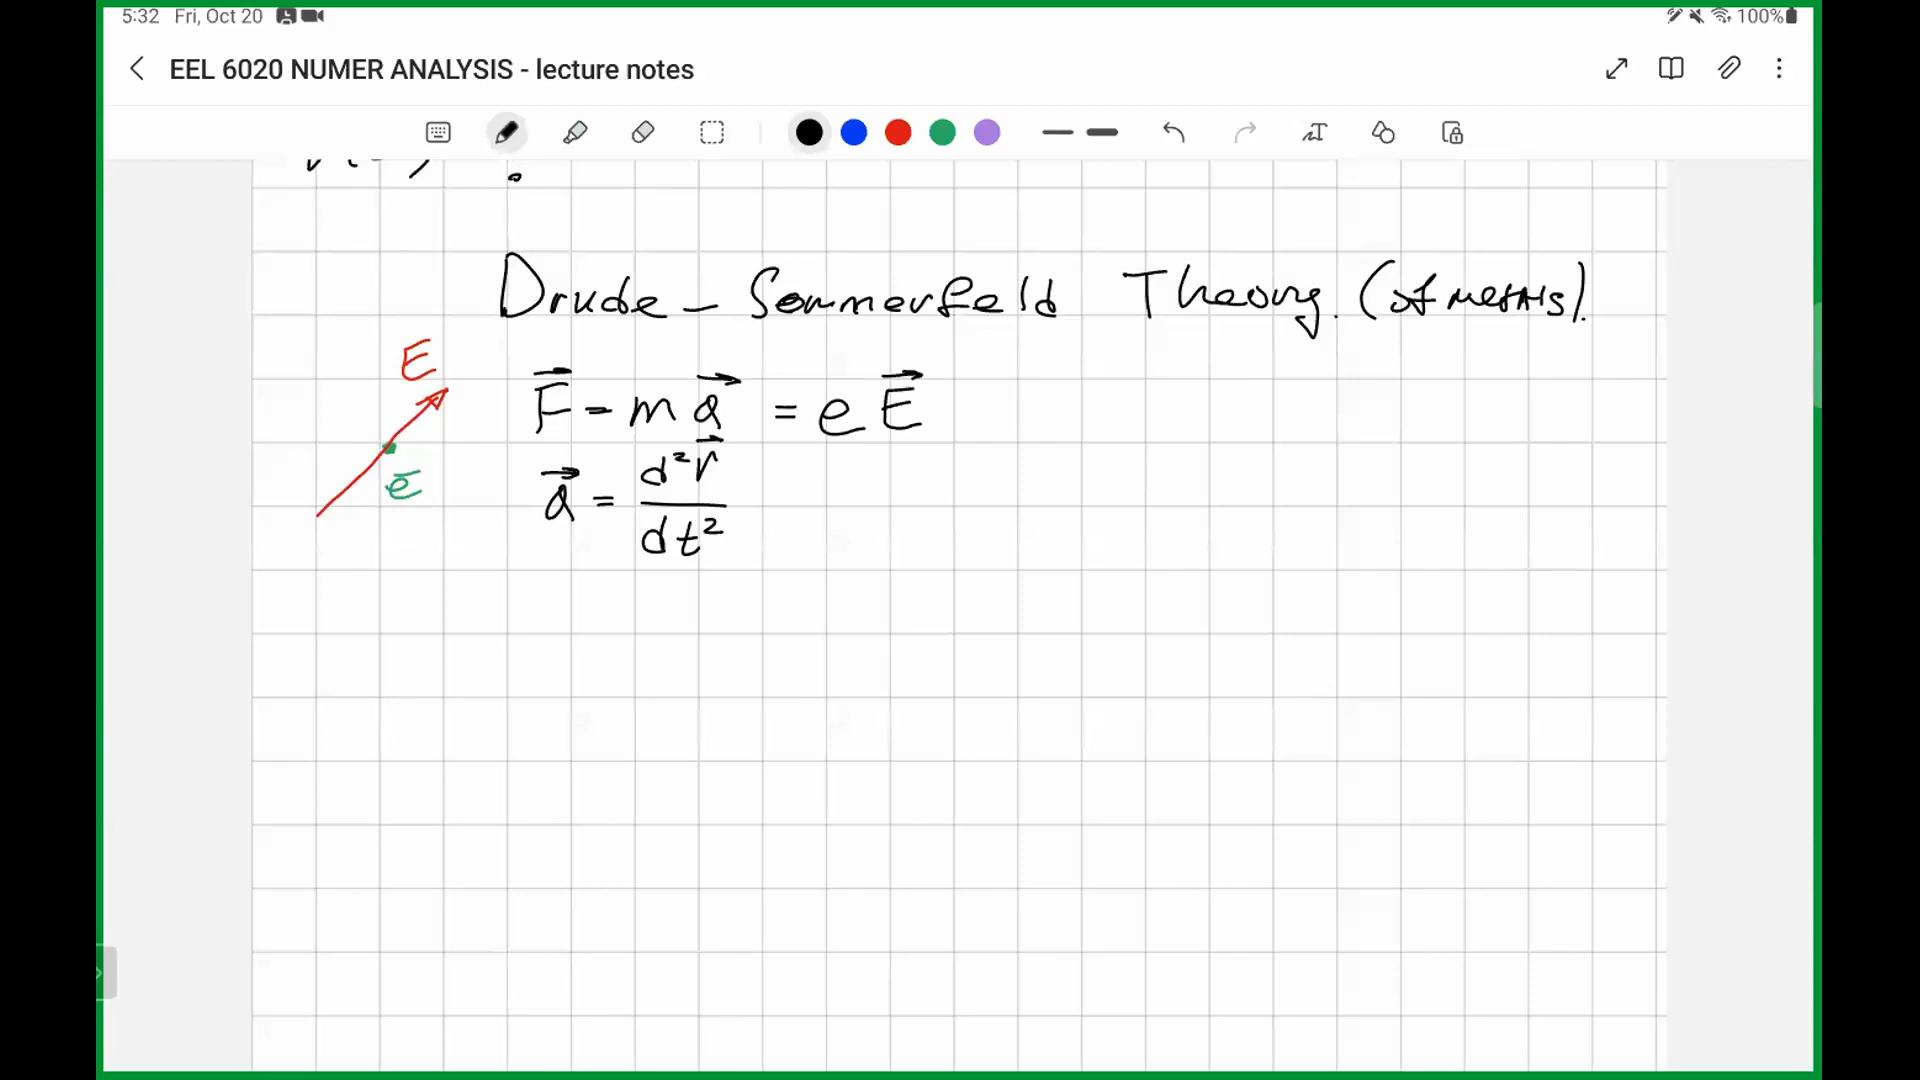 5:32 Fri, Oct 20 100%
EEL 6020 NUMER ANALYSIS - lecture notes
Drude - Sommerfeld Theory. (of metals).
E
F⃗ = m a⃗ = e E⃗
e⁻
a⃗ = d²r⃗ / dt²